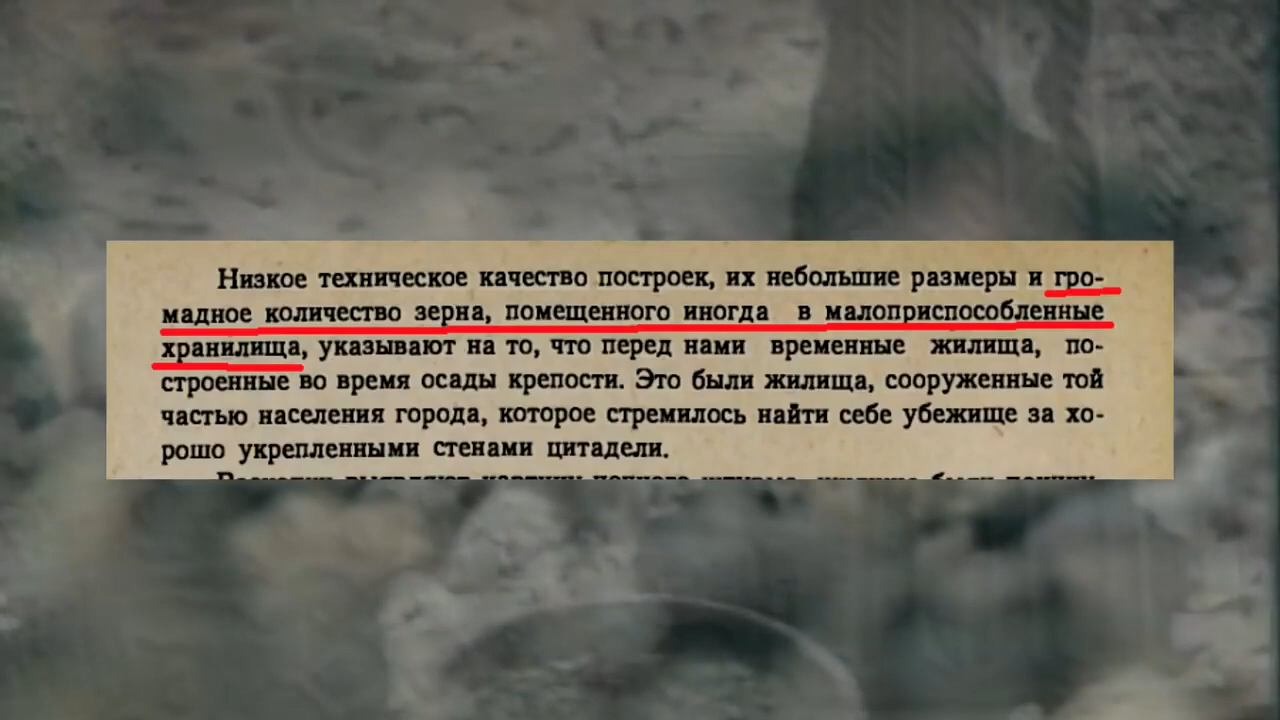 Низкое техническое качество построек, их небольшие размеры и гро-
мадное количество зерна, помещенного иногда в малоприспособленные
хранилища, указывают на то, что перед нами временные жилища, по-
строенные во время осады крепости. Это были жилища, сооруженные той
частью населения города, которое стремилось найти себе убежище за хо-
рошо укрепленными стенами цитадели.